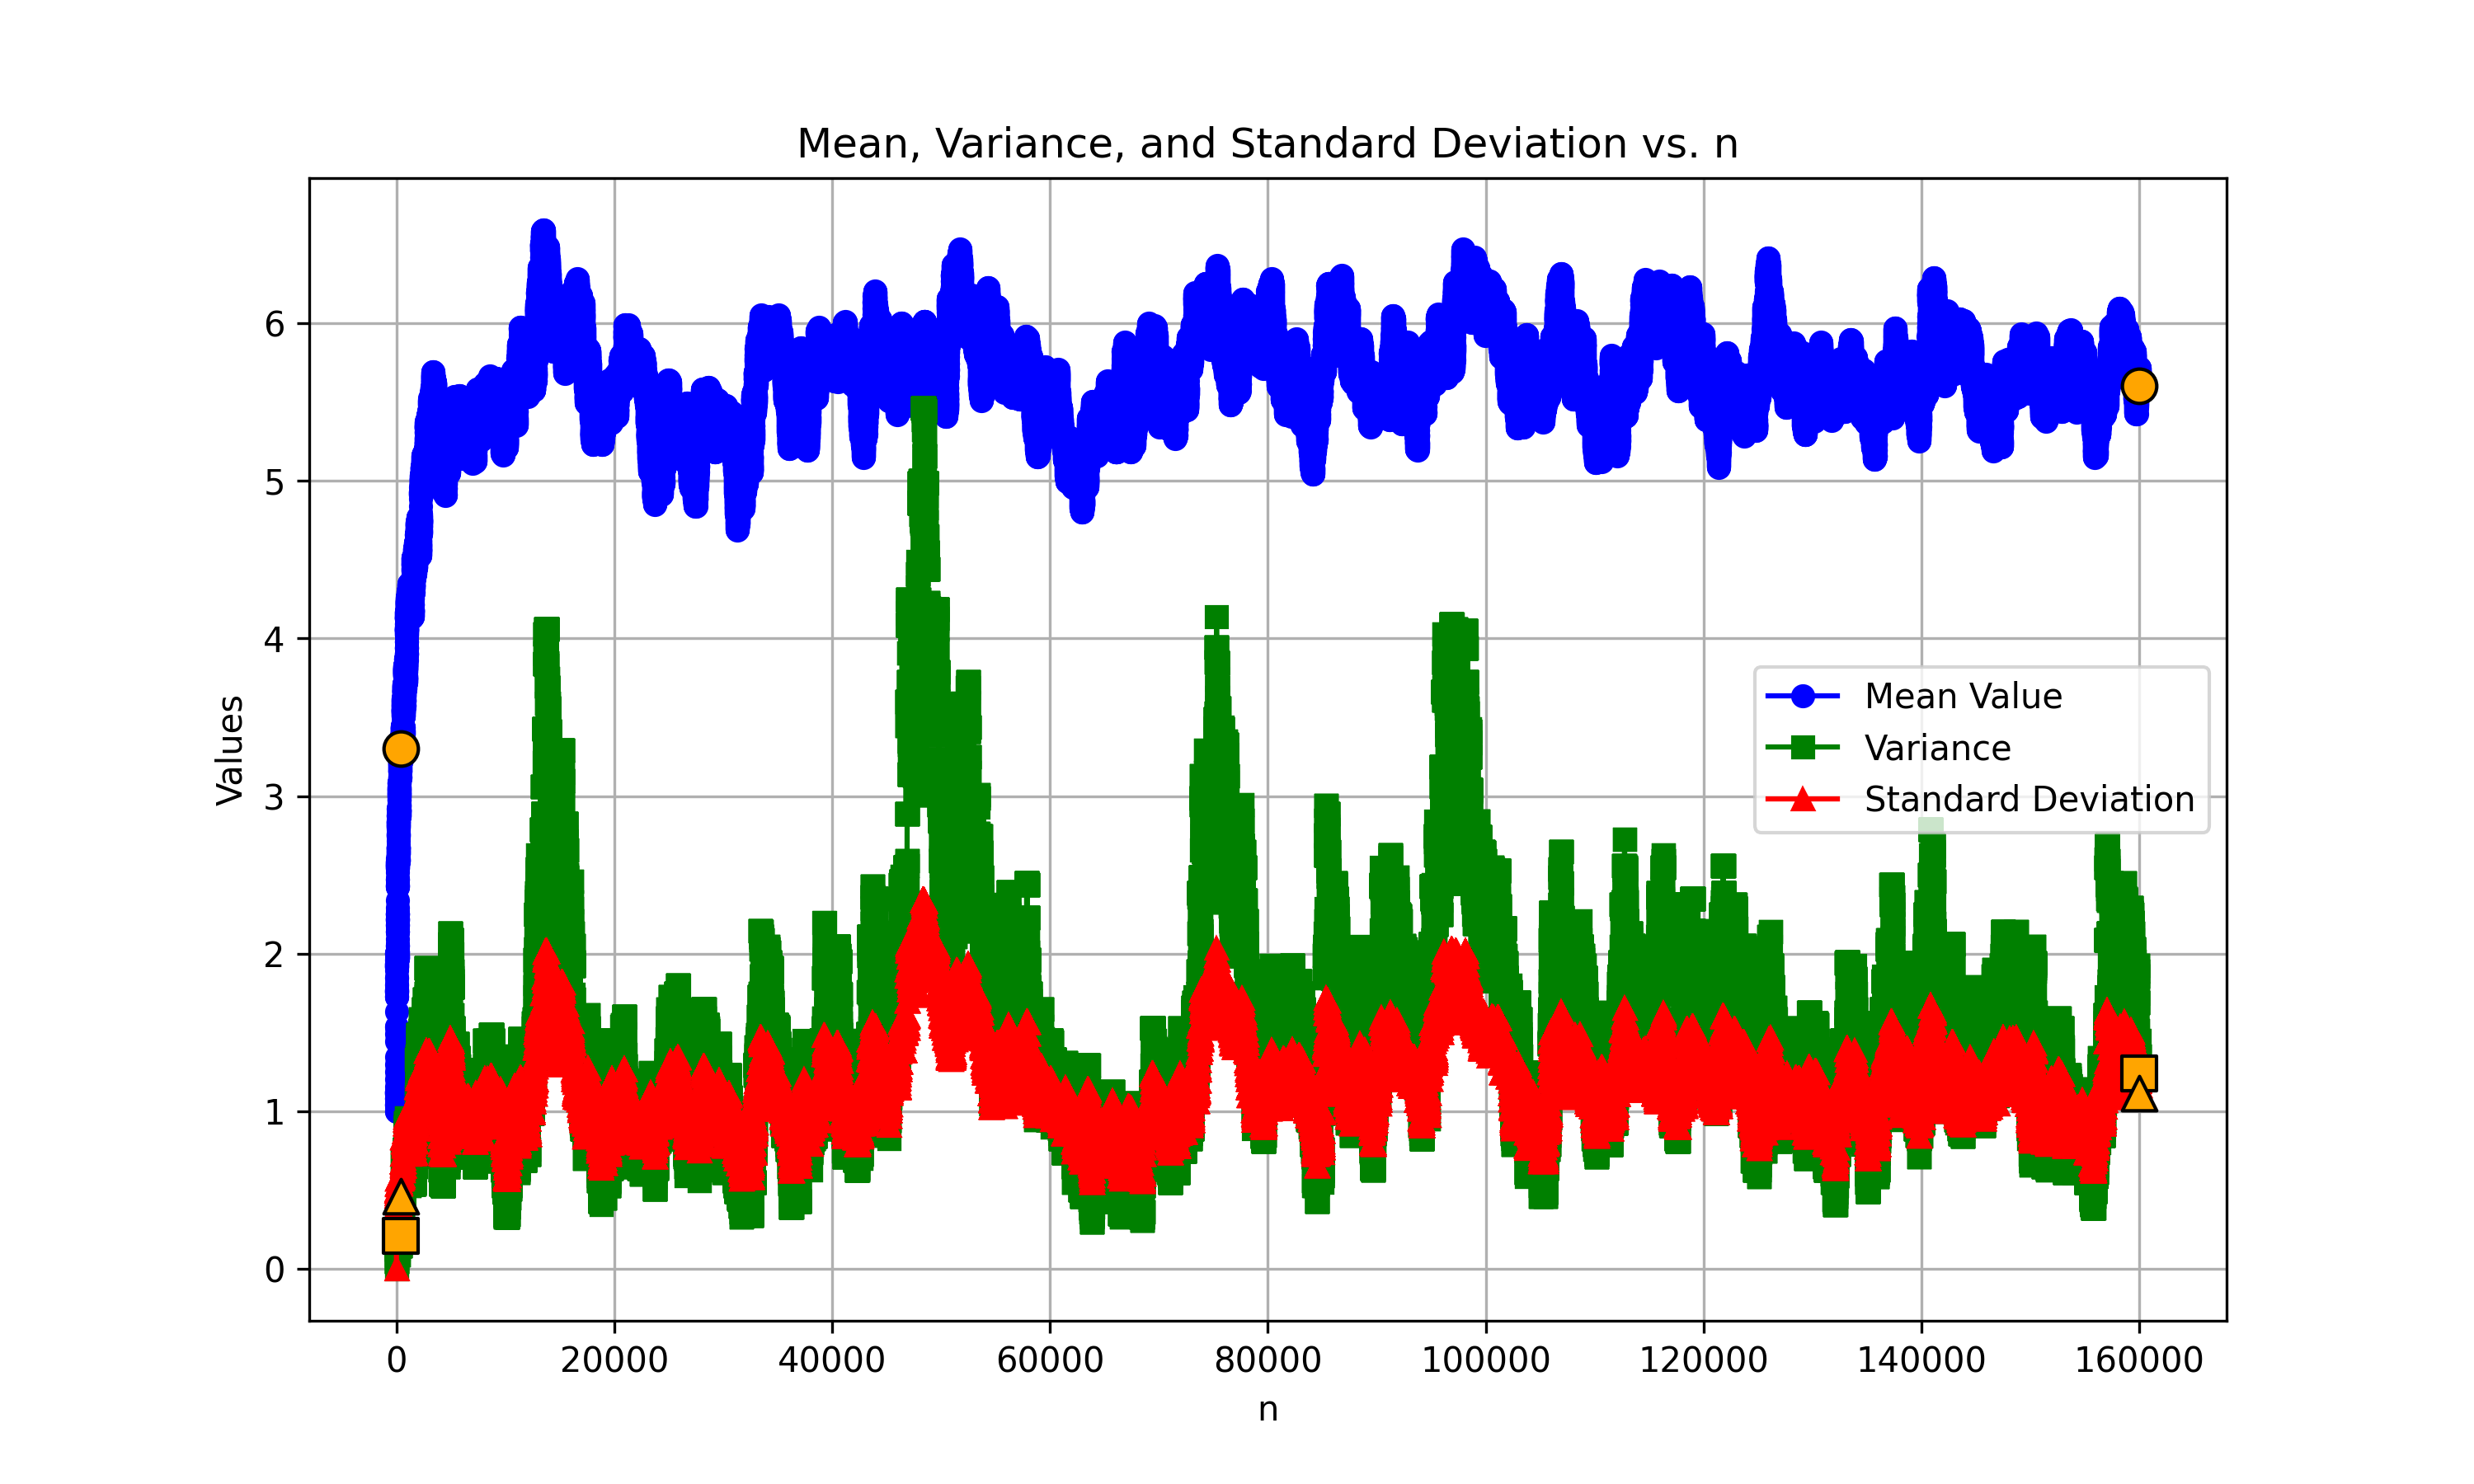 Mean, Variance, and Standard Deviation vs. n
Values
6
5
4
3
2
1
0
Mean Value
Variance
Standard Deviation
0 20000 40000 60000 80000 100000 120000 140000 160000
n